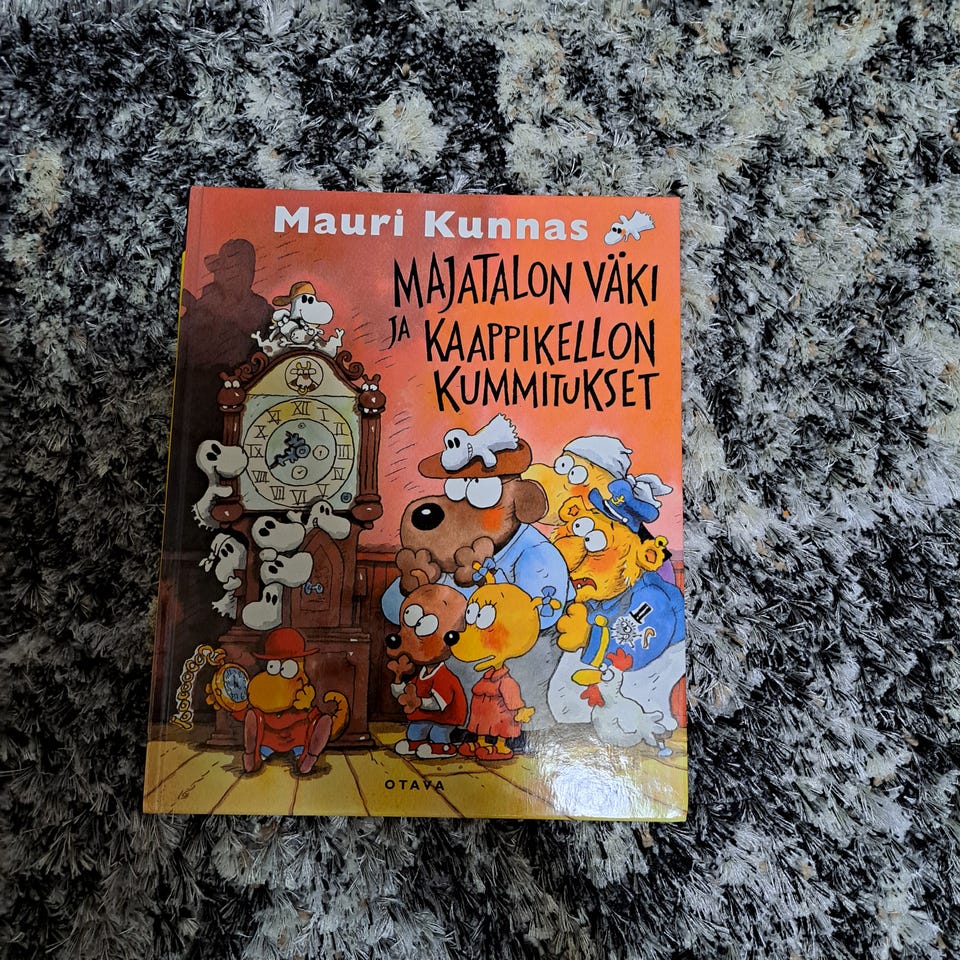 Mauri Kunnas
MAJATALON VÄKI
JA KAAPPIKELLON
KUMMITUKSET
OTAVA